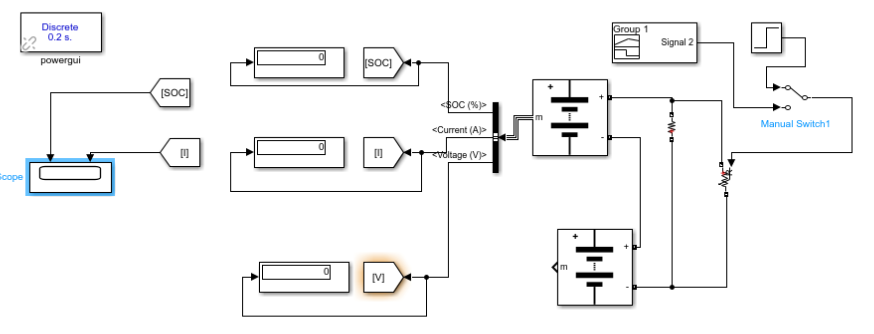 Discrete
0.2 s.
powergui
[SOC]
[I]
Scope
0
[SOC]
0
[I]
0
[V]
<SOC (%)>
<Current (A)>
<Voltage (V)>
m
+
+
-
m
+
+
-
Group 1
Signal 2
Manual Switch1
R